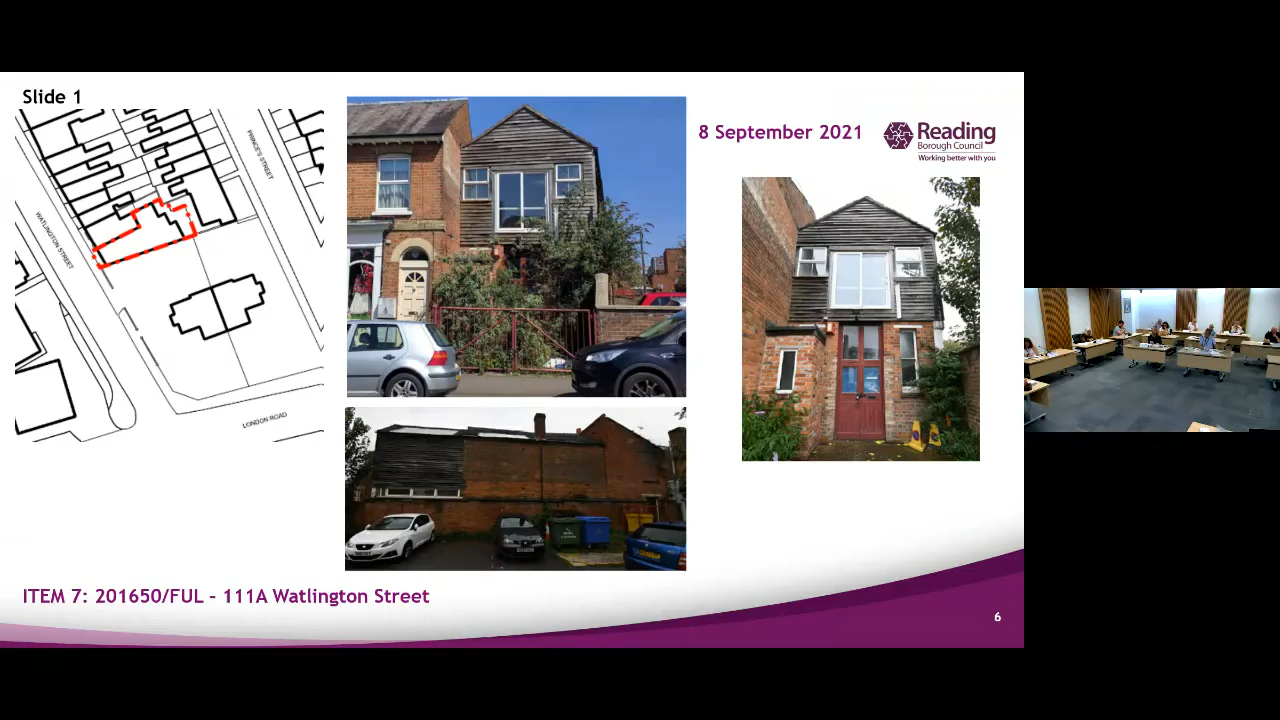 Slide 1
PRINCE'S STREET
WATLINGTON STREET
LONDON ROAD
8 September 2021
Reading
Borough Council
Working better with you
ITEM 7: 201650/FUL – 111A Watlington Street
6